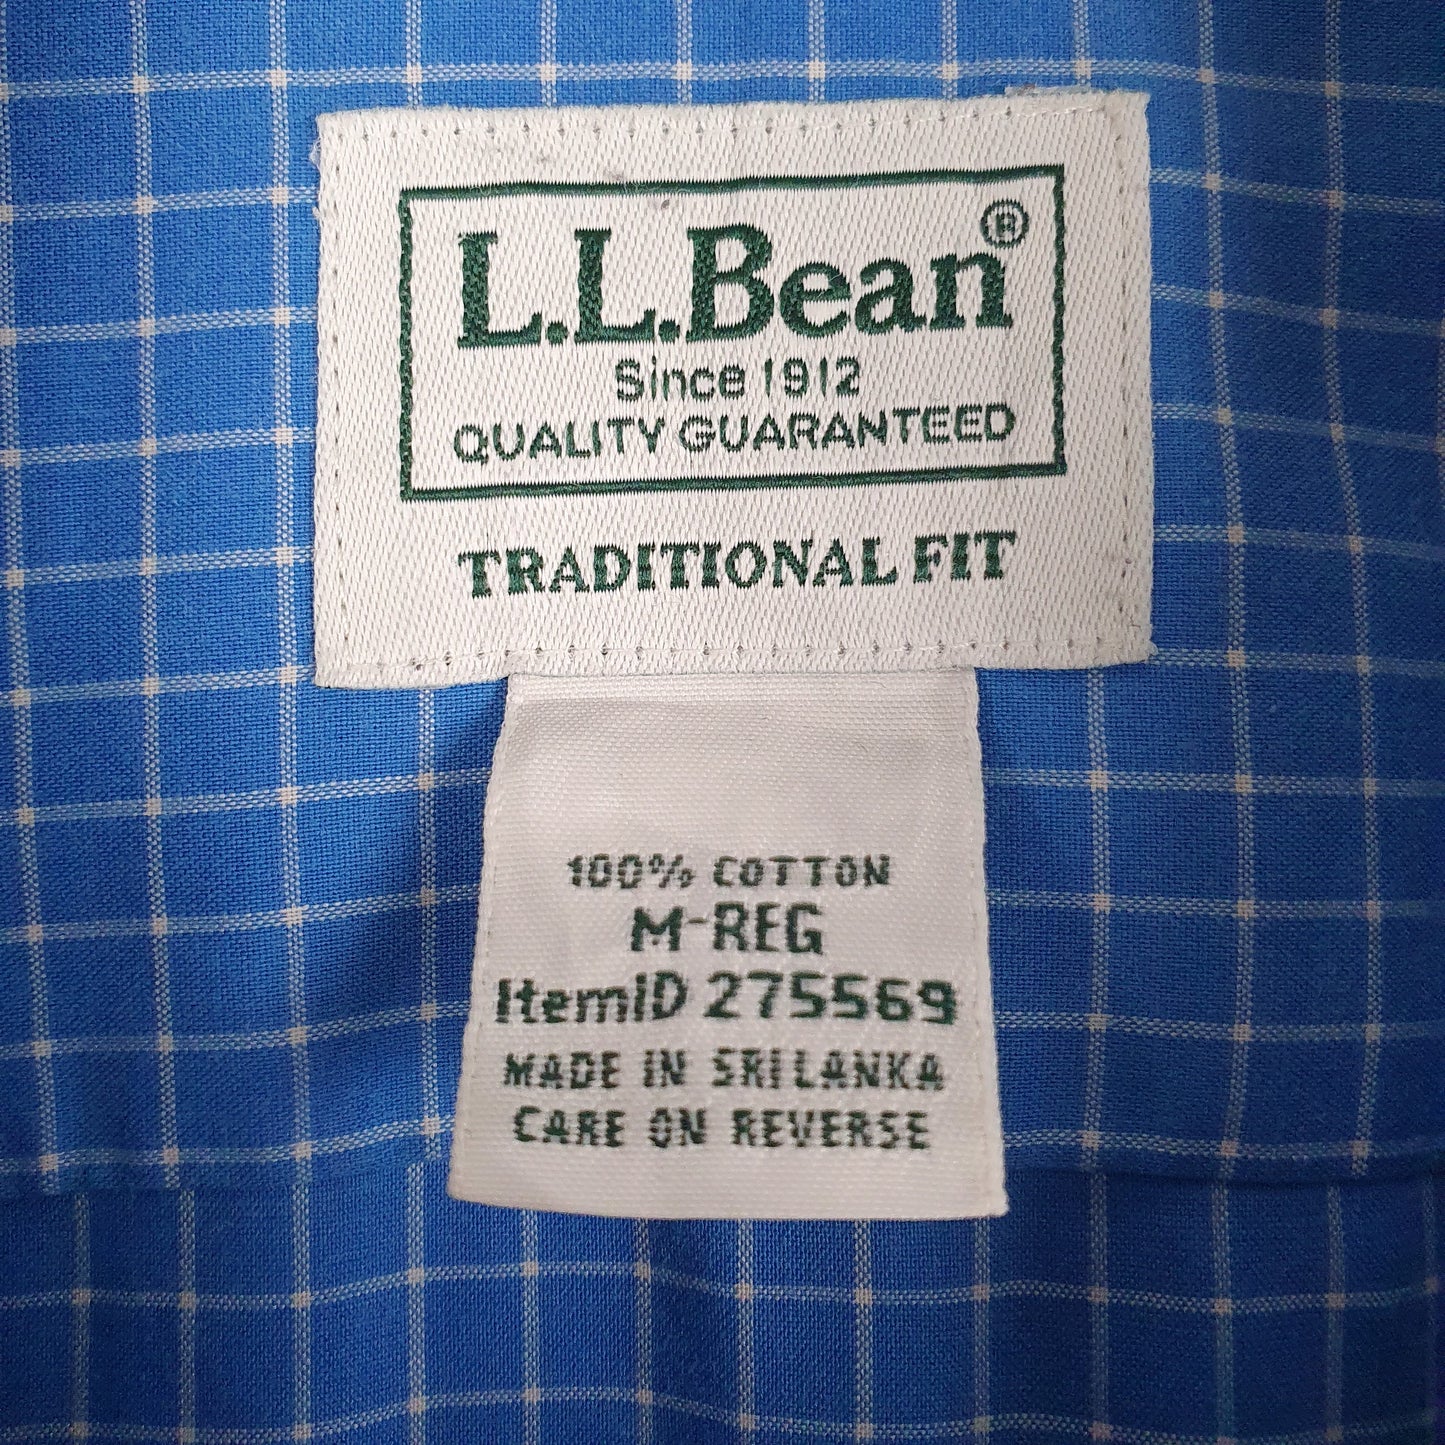 L.L.Bean®
Since 1912
QUALITY GUARANTEED
TRADITIONAL FIT
100% COTTON
M-REG
ItemID 275569
MADE IN SRI LANKA
CARE ON REVERSE